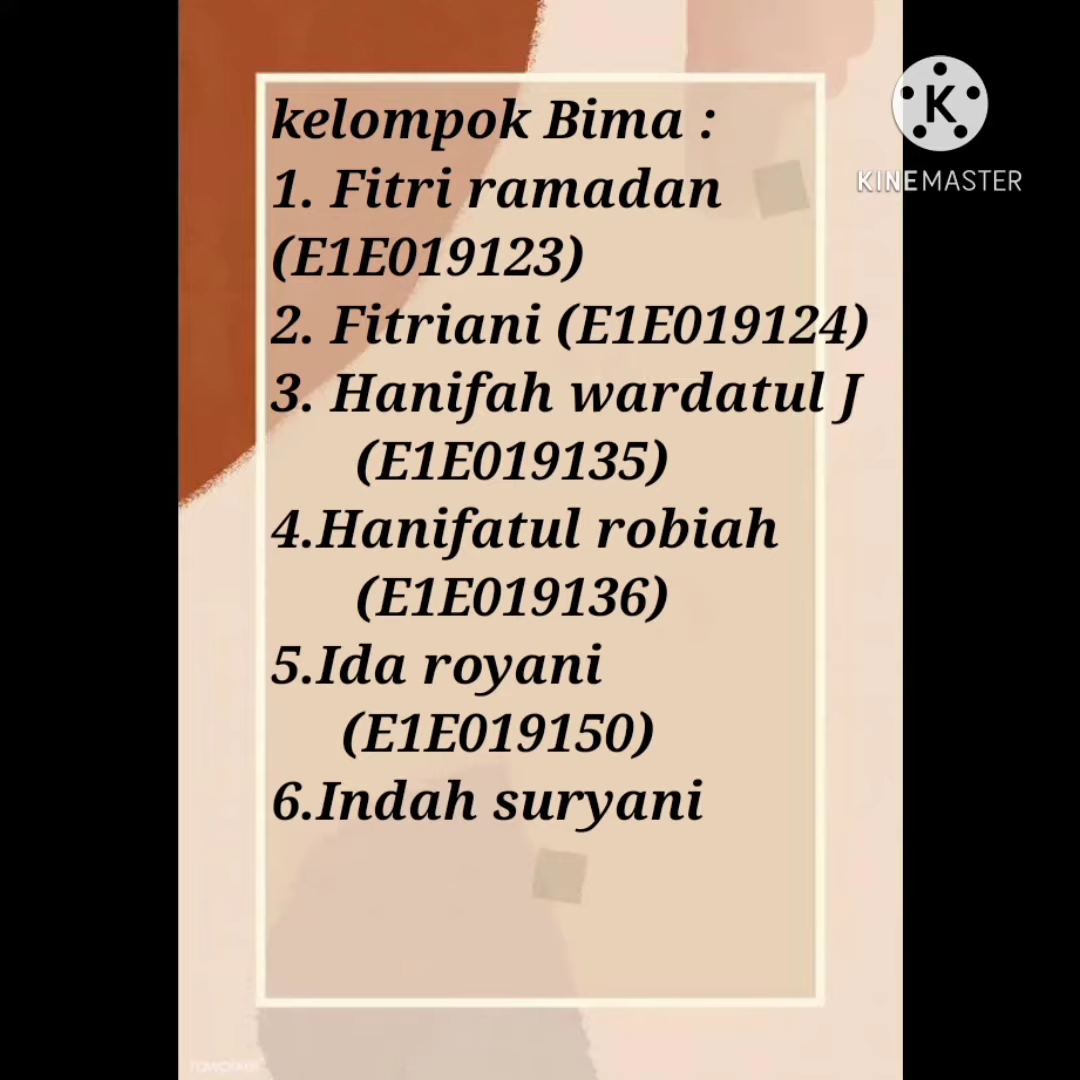 kelompok Bima :
1. Fitri ramadan
(E1E019123)
2. Fitriani (E1E019124)
3. Hanifah wardatul J
(E1E019135)
4.Hanifatul robiah
(E1E019136)
5.Ida royani
(E1E019150)
6.Indah suryani
K
KINEMASTER
rawpixel